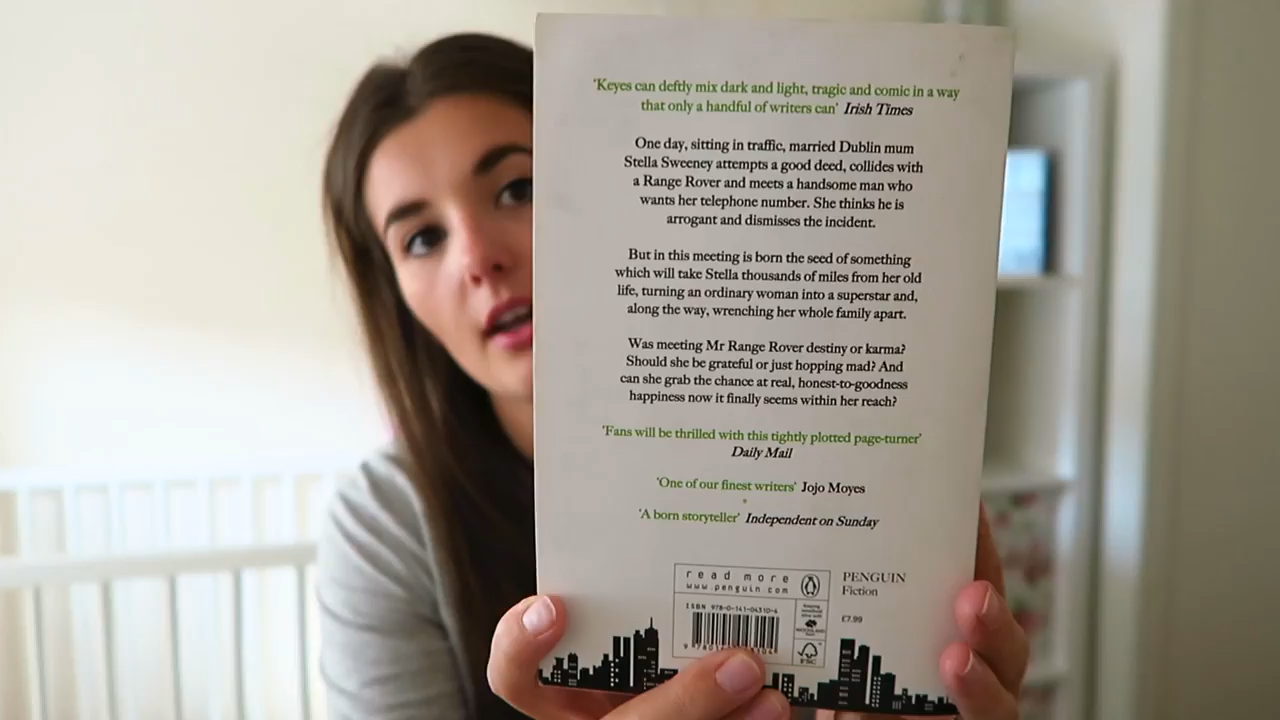 'Keyes can deftly mix dark and light, tragic and comic in a way
that only a handful of writers can' Irish Times
One day, sitting in traffic, married Dublin mum
Stella Sweeney attempts a good deed, collides with
a Range Rover and meets a handsome man who
wants her telephone number. She thinks he is
arrogant and dismisses the incident.
But in this meeting is born the seed of something
which will take Stella thousands of miles from her old
life, turning an ordinary woman into a superstar and,
along the way, wrenching her whole family apart.
Was meeting Mr Range Rover destiny or karma?
Should she be grateful or just hopping mad? And
can she grab the chance at real, honest-to-goodness
happiness now it finally seems within her reach?
'Fans will be thrilled with this tightly plotted page-turner'
Daily Mail
'One of our finest writers' Jojo Moyes
'A born storyteller' Independent on Sunday
read more
www.penguin.com
PENGUIN
Fiction
ISBN 978-0-141-04310-4
£7.99
FSC